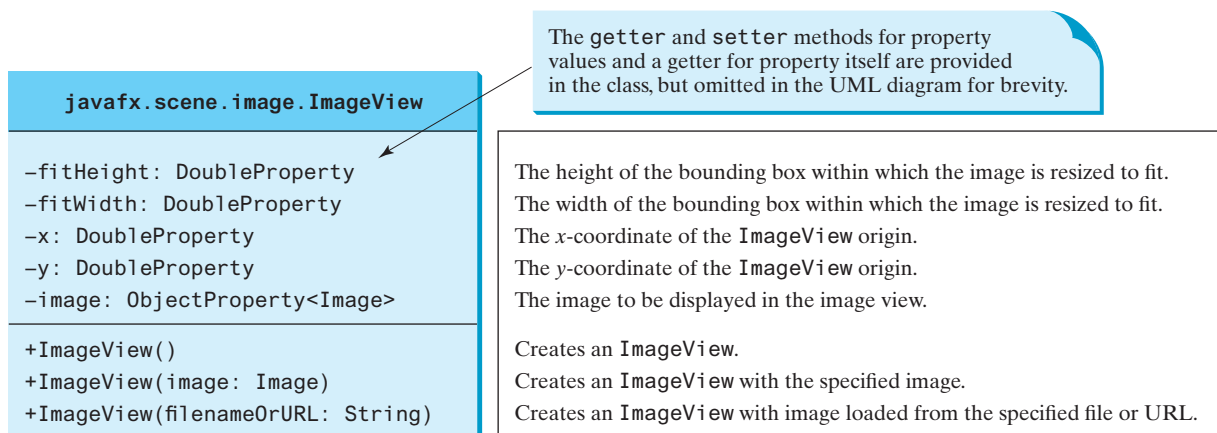 The getter and setter methods for property
values and a getter for property itself are provided
in the class, but omitted in the UML diagram for brevity.
javafx.scene.image.ImageView
–fitHeight: DoubleProperty
The height of the bounding box within which the image is resized to fit.
–fitWidth: DoubleProperty
The width of the bounding box within which the image is resized to fit.
–x: DoubleProperty
The x-coordinate of the ImageView origin.
–y: DoubleProperty
The y-coordinate of the ImageView origin.
–image: ObjectProperty<Image>
The image to be displayed in the image view.
+ImageView()
Creates an ImageView.
+ImageView(image: Image)
Creates an ImageView with the specified image.
+ImageView(filenameOrURL: String)
Creates an ImageView with image loaded from the specified file or URL.